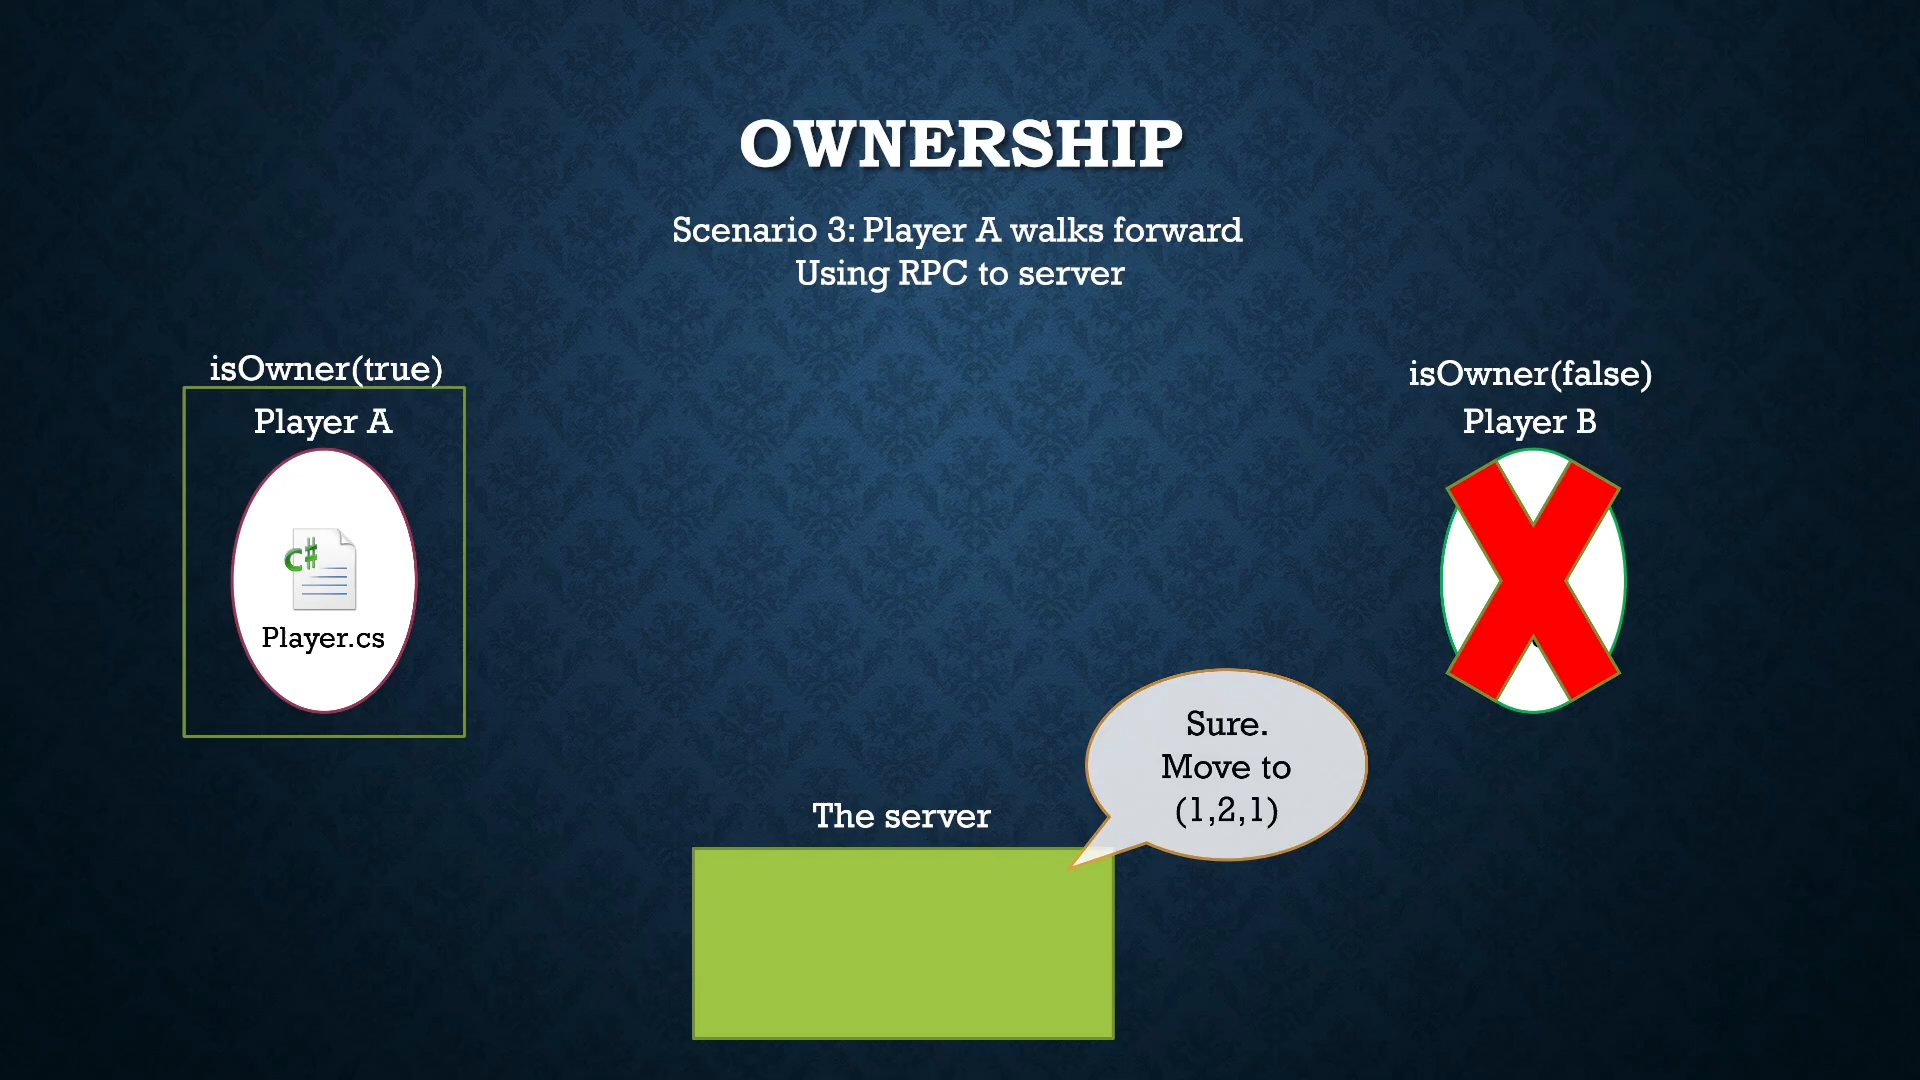 OWNERSHIP
Scenario 3: Player A walks forward
Using RPC to server
isOwner(true)
Player A
C#
Player.cs
isOwner(false)
Player B
Sure.
Move to
(1,2,1)
The server